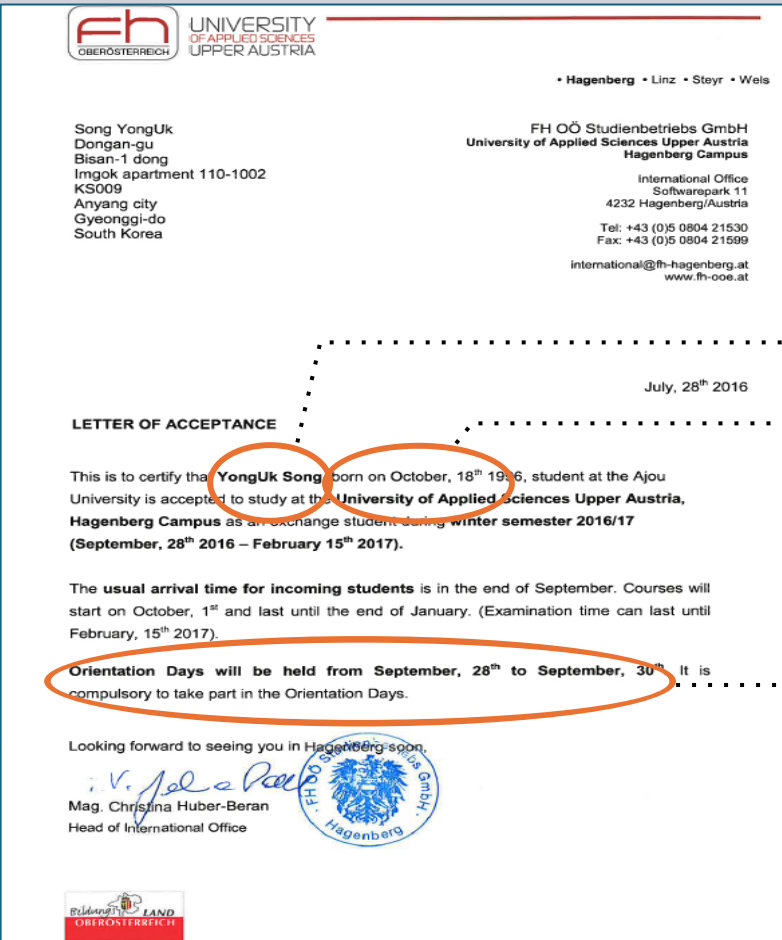 Fh
OBERÖSTERREICH
UNIVERSITY
OF APPLIED SCIENCES
UPPER AUSTRIA
• Hagenberg • Linz • Steyr • Wels
Song YongUk
Dongan-gu
Bisan-1 dong
Imgok apartment 110-1002
KS009
Anyang city
Gyeonggi-do
South Korea
FH OÖ Studienbetriebs GmbH
University of Applied Sciences Upper Austria
Hagenberg Campus
International Office
Softwarepark 11
4232 Hagenberg/Austria
Tel: +43 (0)5 0804 21530
Fax: +43 (0)5 0804 21599
international@fh-hagenberg.at
www.fh-ooe.at
July, 28th 2016
LETTER OF ACCEPTANCE
This is to certify that YongUk Song, born on October, 18th 1996, student at the Ajou
University is accepted to study at the University of Applied Sciences Upper Austria,
Hagenberg Campus as an exchange student during winter semester 2016/17
(September, 28th 2016 – February 15th 2017).
The usual arrival time for incoming students is in the end of September. Courses will
start on October, 1st and last until the end of January. (Examination time can last until
February, 15th 2017).
Orientation Days will be held from September, 28th to September, 30th. It is
compulsory to take part in the Orientation Days.
Looking forward to seeing you in Hagenberg soon,
i.V.
Mag. Christina Huber-Beran
Head of International Office
FH OÖ Studienbetriebs GmbH
Hagenberg
Bildungs LAND
OBERÖSTERREICH